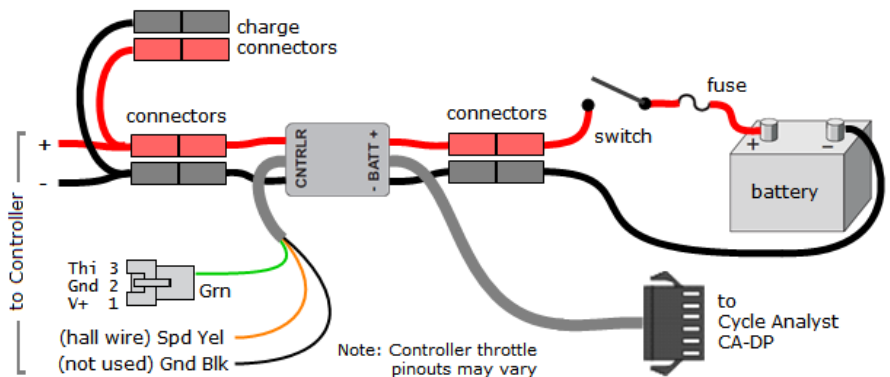 charge
connectors
connectors
connectors
fuse
switch
+
-
CNTRLR
- BATT +
+ −
battery
to Controller
Thi 3
Gnd 2
V+ 1
Grn
(hall wire) Spd Yel
(not used) Gnd Blk
Note: Controller throttle
pinouts may vary
to
Cycle Analyst
CA-DP